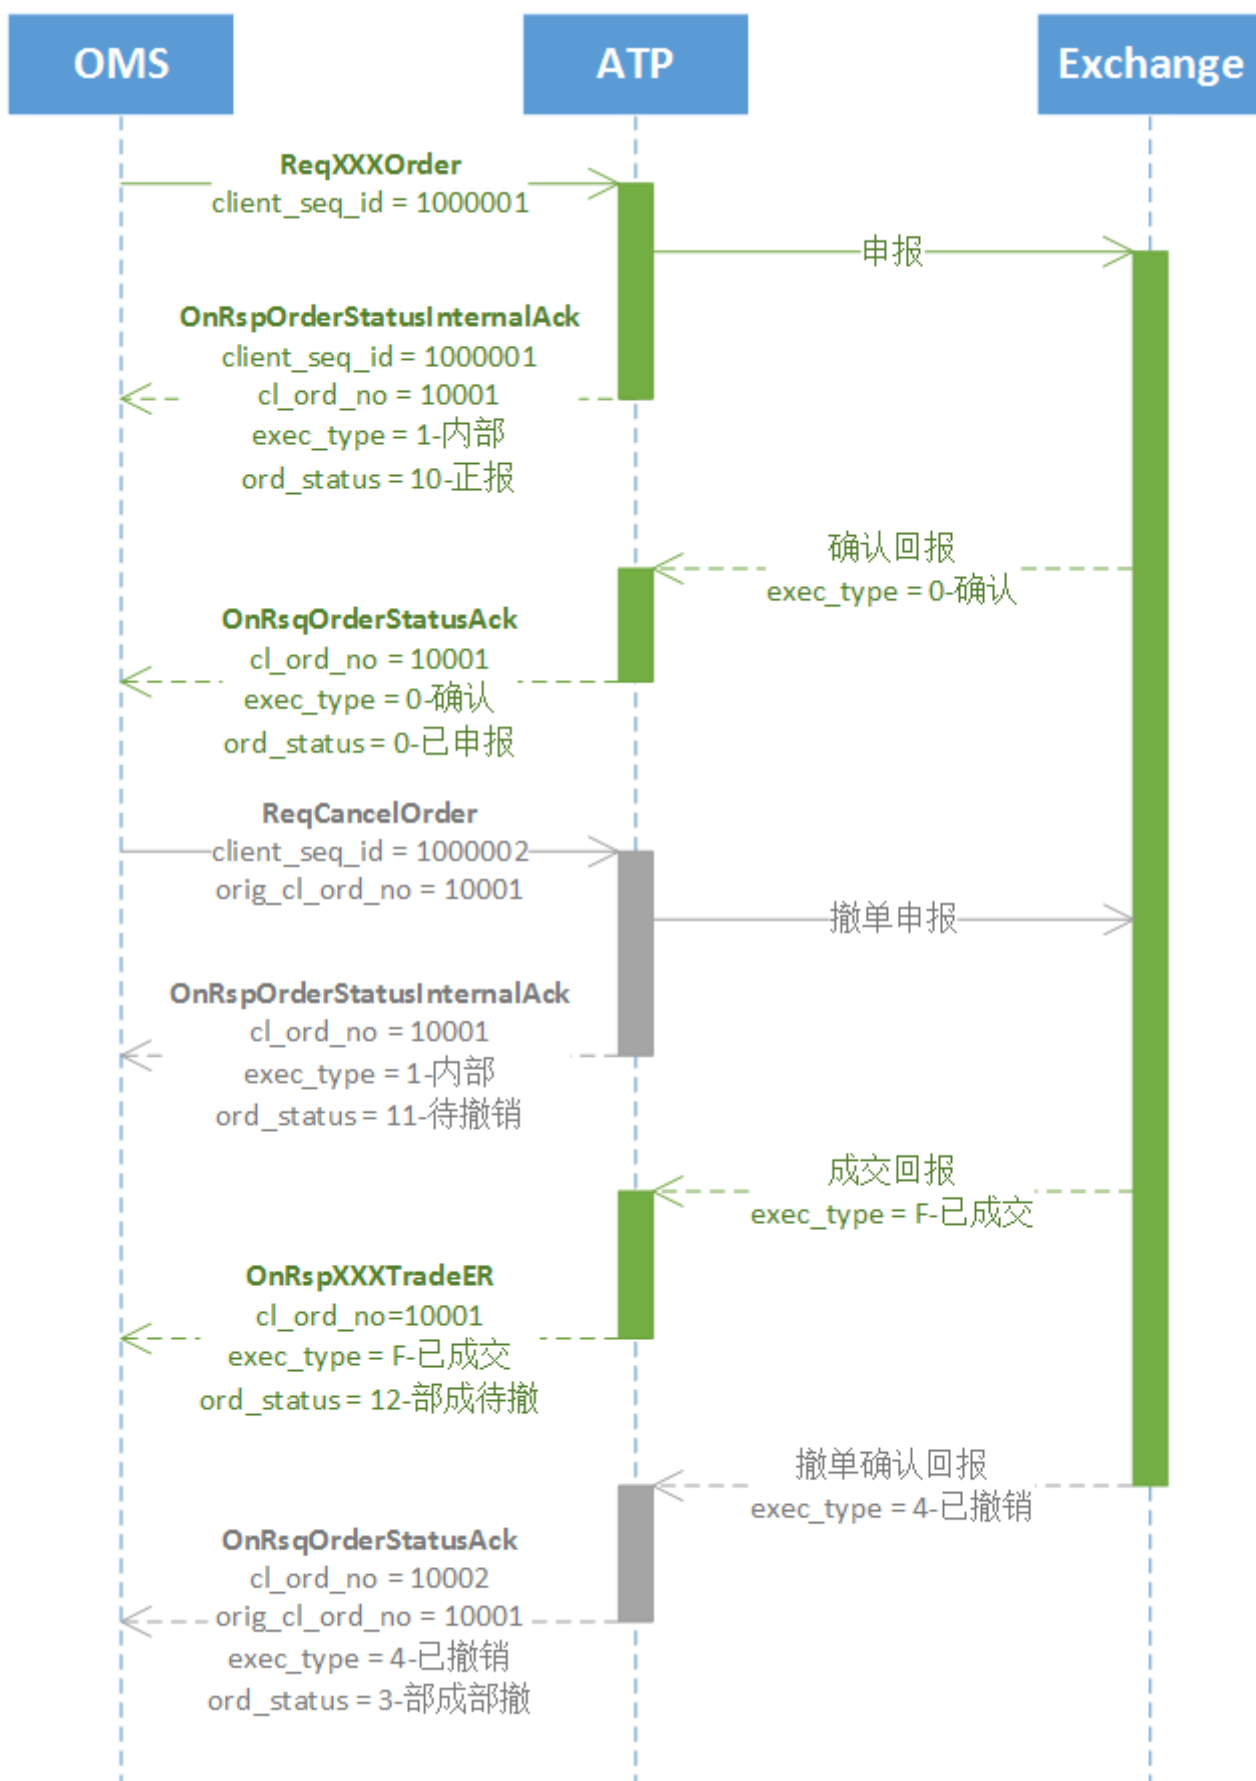 OMS
ATP
Exchange
ReqXXXOrder
client_seq_id = 1000001
申报
OnRspOrderStatusInternalAck
client_seq_id = 1000001
cl_ord_no = 10001
exec_type = 1-内部
ord_status = 10-正报
确认回报
exec_type = 0-确认
OnRsqOrderStatusAck
cl_ord_no = 10001
exec_type = 0-确认
ord_status = 0-已申报
ReqCancelOrder
client_seq_id = 1000002
orig_cl_ord_no = 10001
撤单申报
OnRspOrderStatusInternalAck
cl_ord_no = 10001
exec_type = 1-内部
ord_status = 11-待撤销
成交回报
exec_type = F-已成交
OnRspXXXTradeER
cl_ord_no=10001
exec_type = F-已成交
ord_status = 12-部成待撤
撤单确认回报
exec_type = 4-已撤销
OnRsqOrderStatusAck
cl_ord_no = 10002
orig_cl_ord_no = 10001
exec_type = 4-已撤销
ord_status = 3-部成部撤